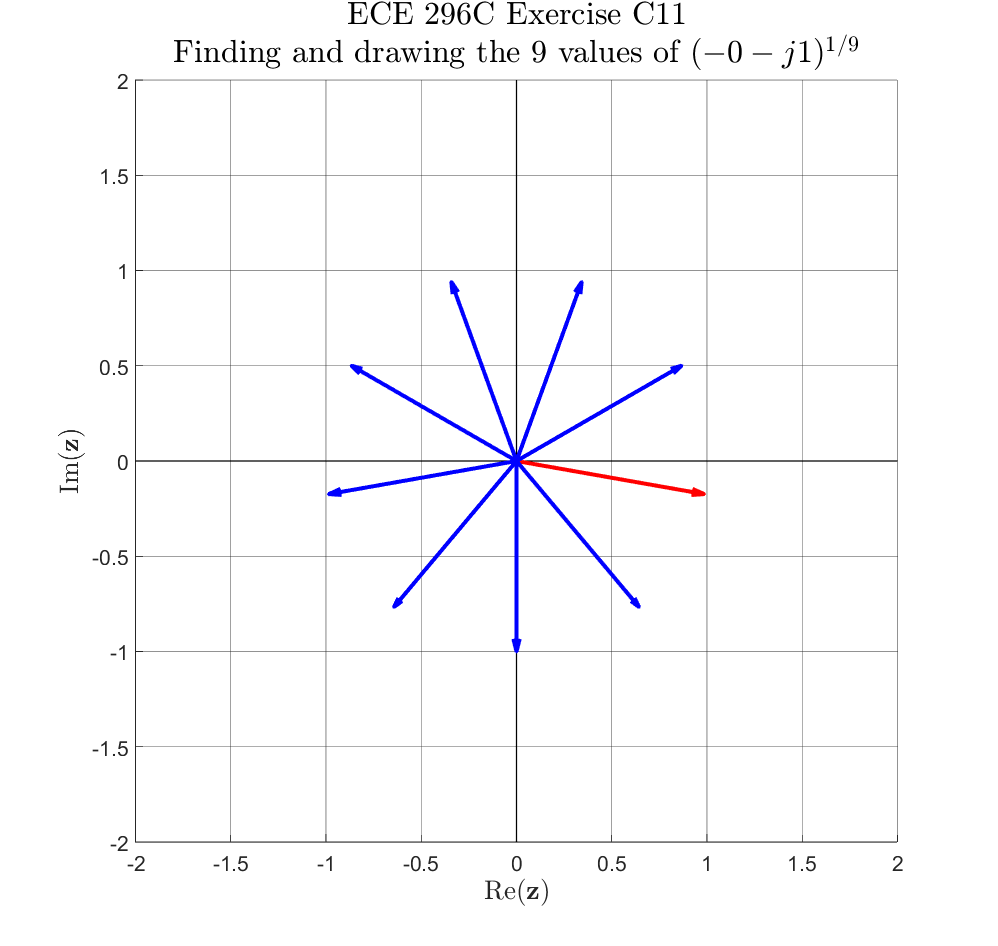 ECE 296C Exercise C11
Finding and drawing the 9 values of (−0 − j1)^{1/9}
2
1.5
1
0.5
0
-0.5
-1
-1.5
-2
Im(z)
-2 -1.5 -1 -0.5 0 0.5 1 1.5 2
Re(z)